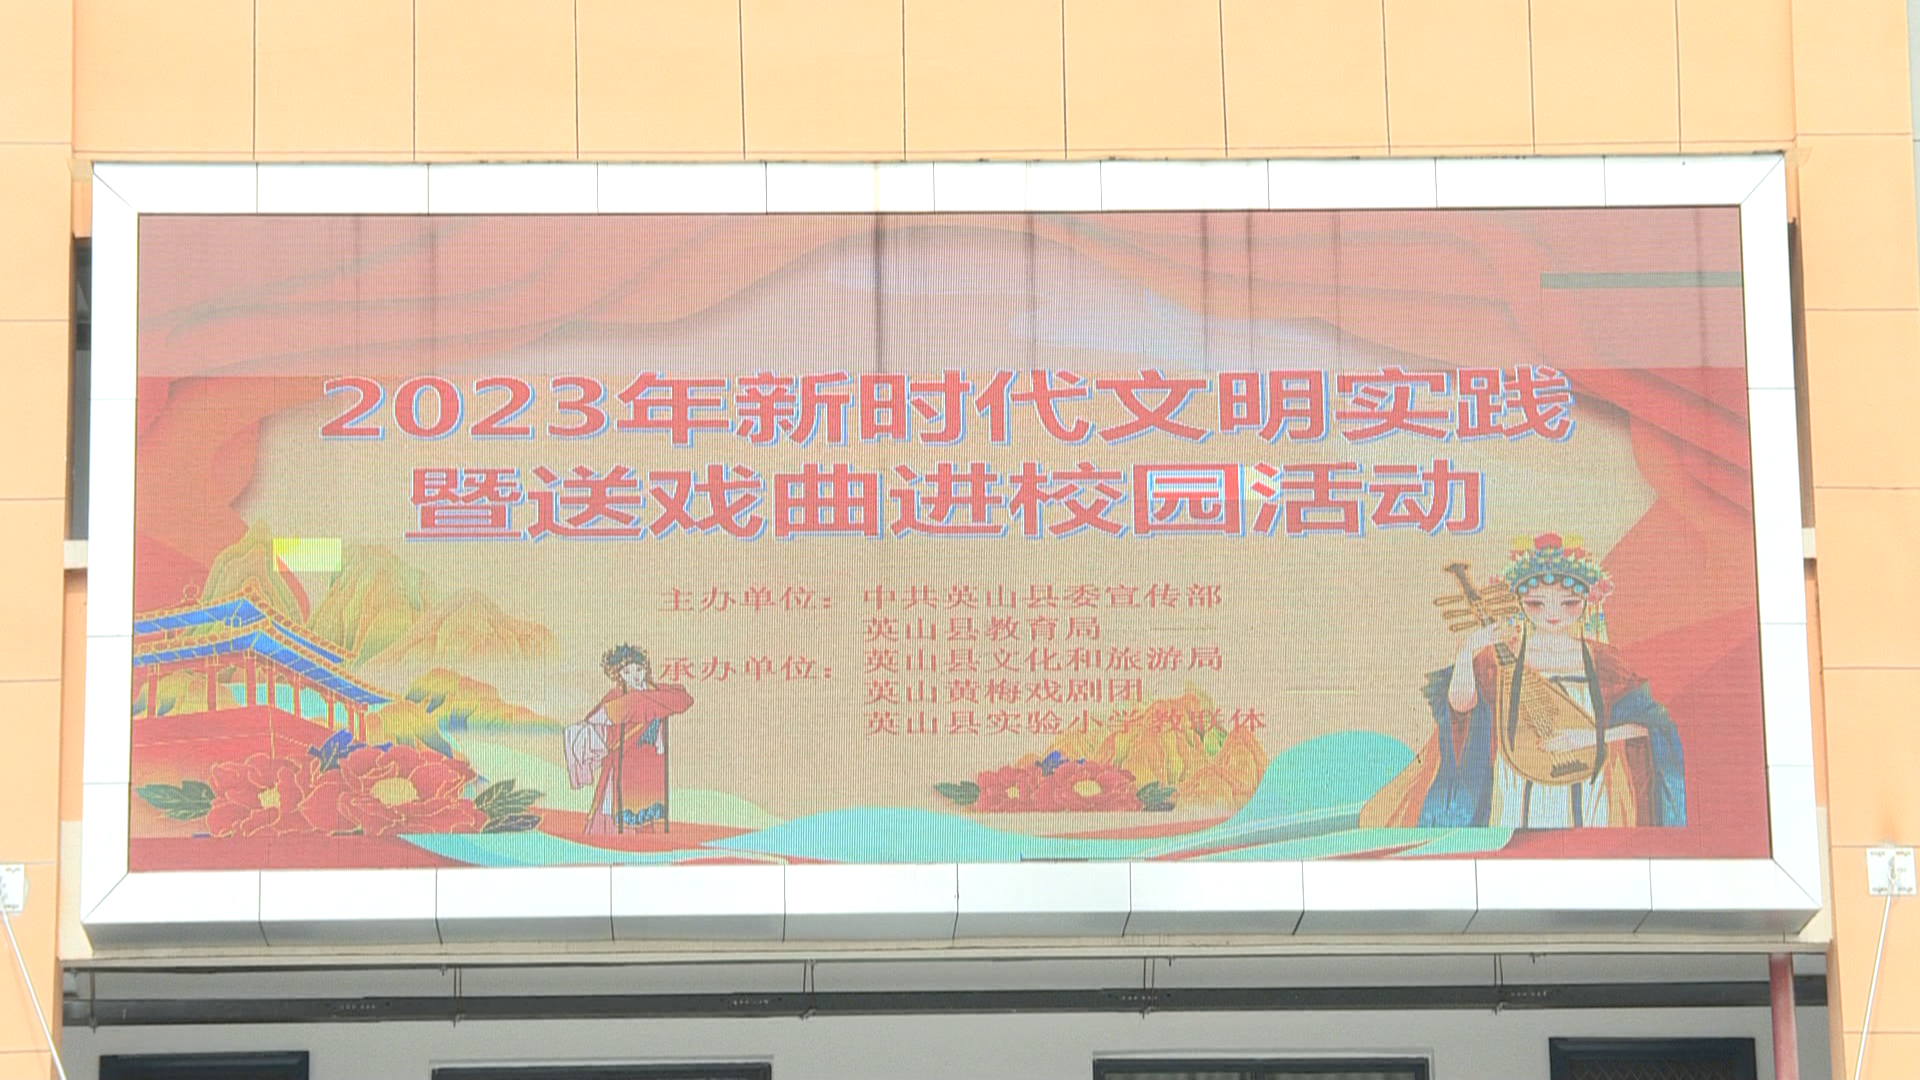 2023年新时代文明实践
暨送戏曲进校园活动
主办单位：中共英山县委宣传部
英山县教育局
承办单位：英山县文化和旅游局
英山黄梅戏剧团
英山县实验小学教联体